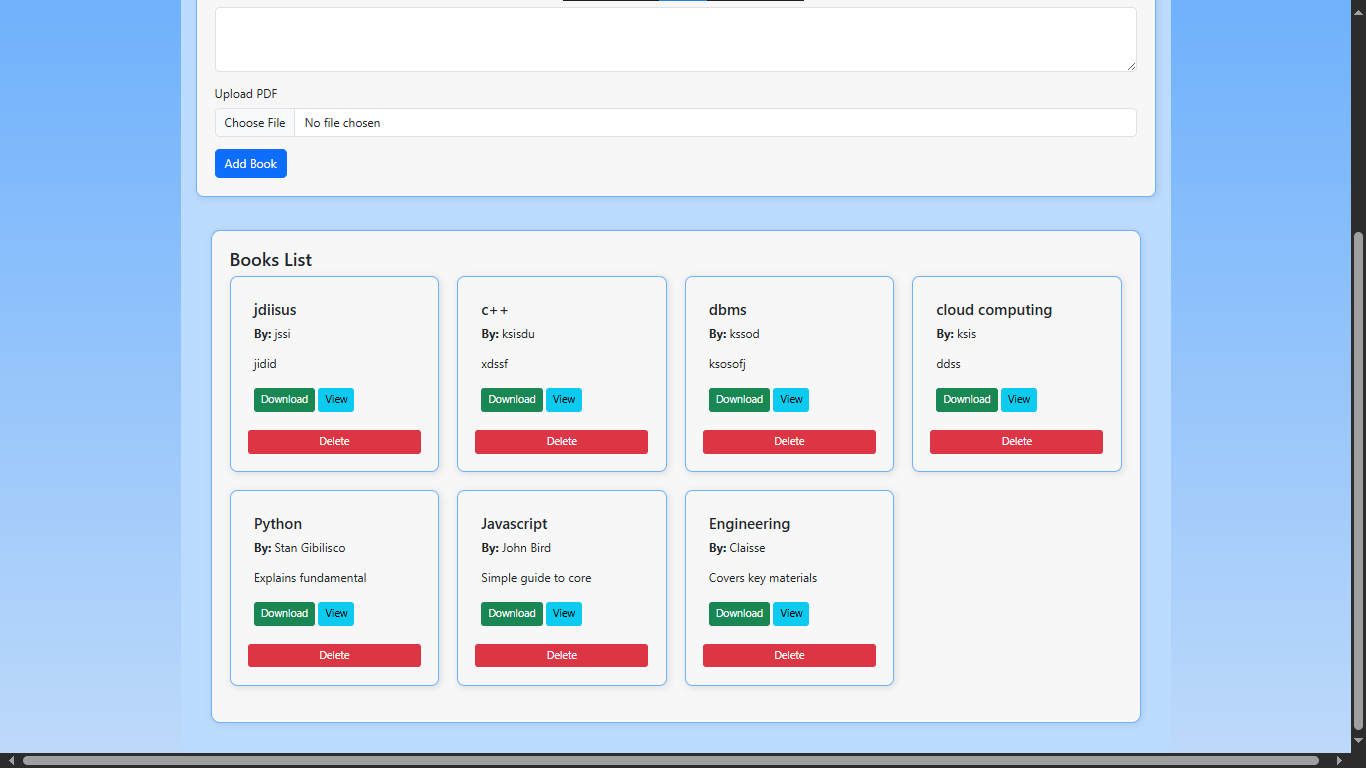 Upload PDF
Choose File No file chosen
Add Book
Books List
jdiisus
By: jssi
jidid
Download View
Delete
c++
By: ksisdu
xdssf
Download View
Delete
dbms
By: kssod
ksosofj
Download View
Delete
cloud computing
By: ksis
ddss
Download View
Delete
Python
By: Stan Gibilisco
Explains fundamental
Download View
Delete
Javascript
By: John Bird
Simple guide to core
Download View
Delete
Engineering
By: Claisse
Covers key materials
Download View
Delete